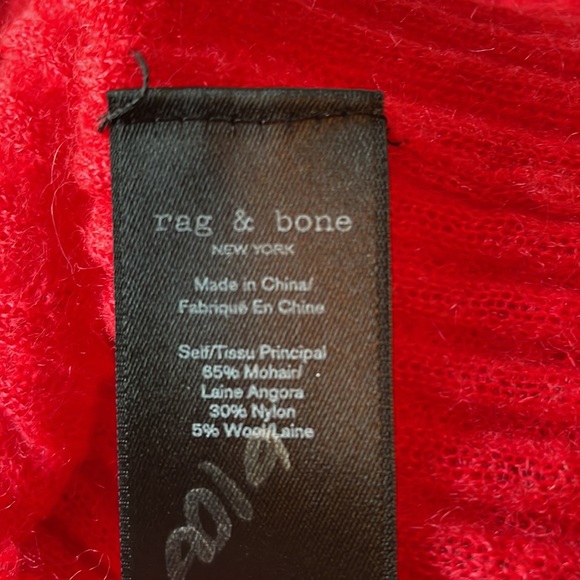 rag & bone
NEW YORK
Made in China/
Fabriqué En Chine
Self/Tissu Principal
65% Mohair/
Laine Angora
30% Nylon
5% Wool/Laine